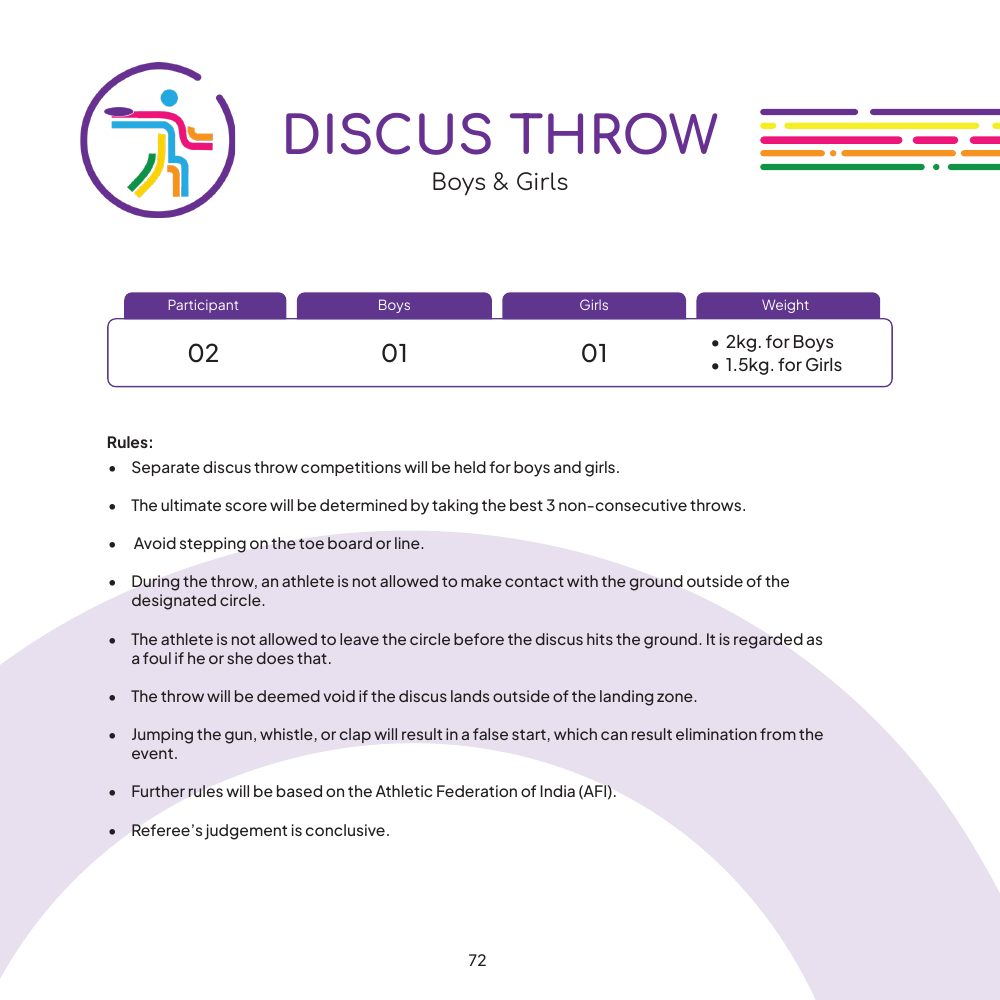 DISCUS THROW
Boys & Girls
Participant Boys Girls Weight
02 01 01
• 2kg. for Boys
• 1.5kg. for Girls
Rules:
• Separate discus throw competitions will be held for boys and girls.
• The ultimate score will be determined by taking the best 3 non-consecutive throws.
• Avoid stepping on the toe board or line.
• During the throw, an athlete is not allowed to make contact with the ground outside of the
designated circle.
• The athlete is not allowed to leave the circle before the discus hits the ground. It is regarded as
a foul if he or she does that.
• The throw will be deemed void if the discus lands outside of the landing zone.
• Jumping the gun, whistle, or clap will result in a false start, which can result elimination from the
event.
• Further rules will be based on the Athletic Federation of India (AFI).
• Referee's judgement is conclusive.
72